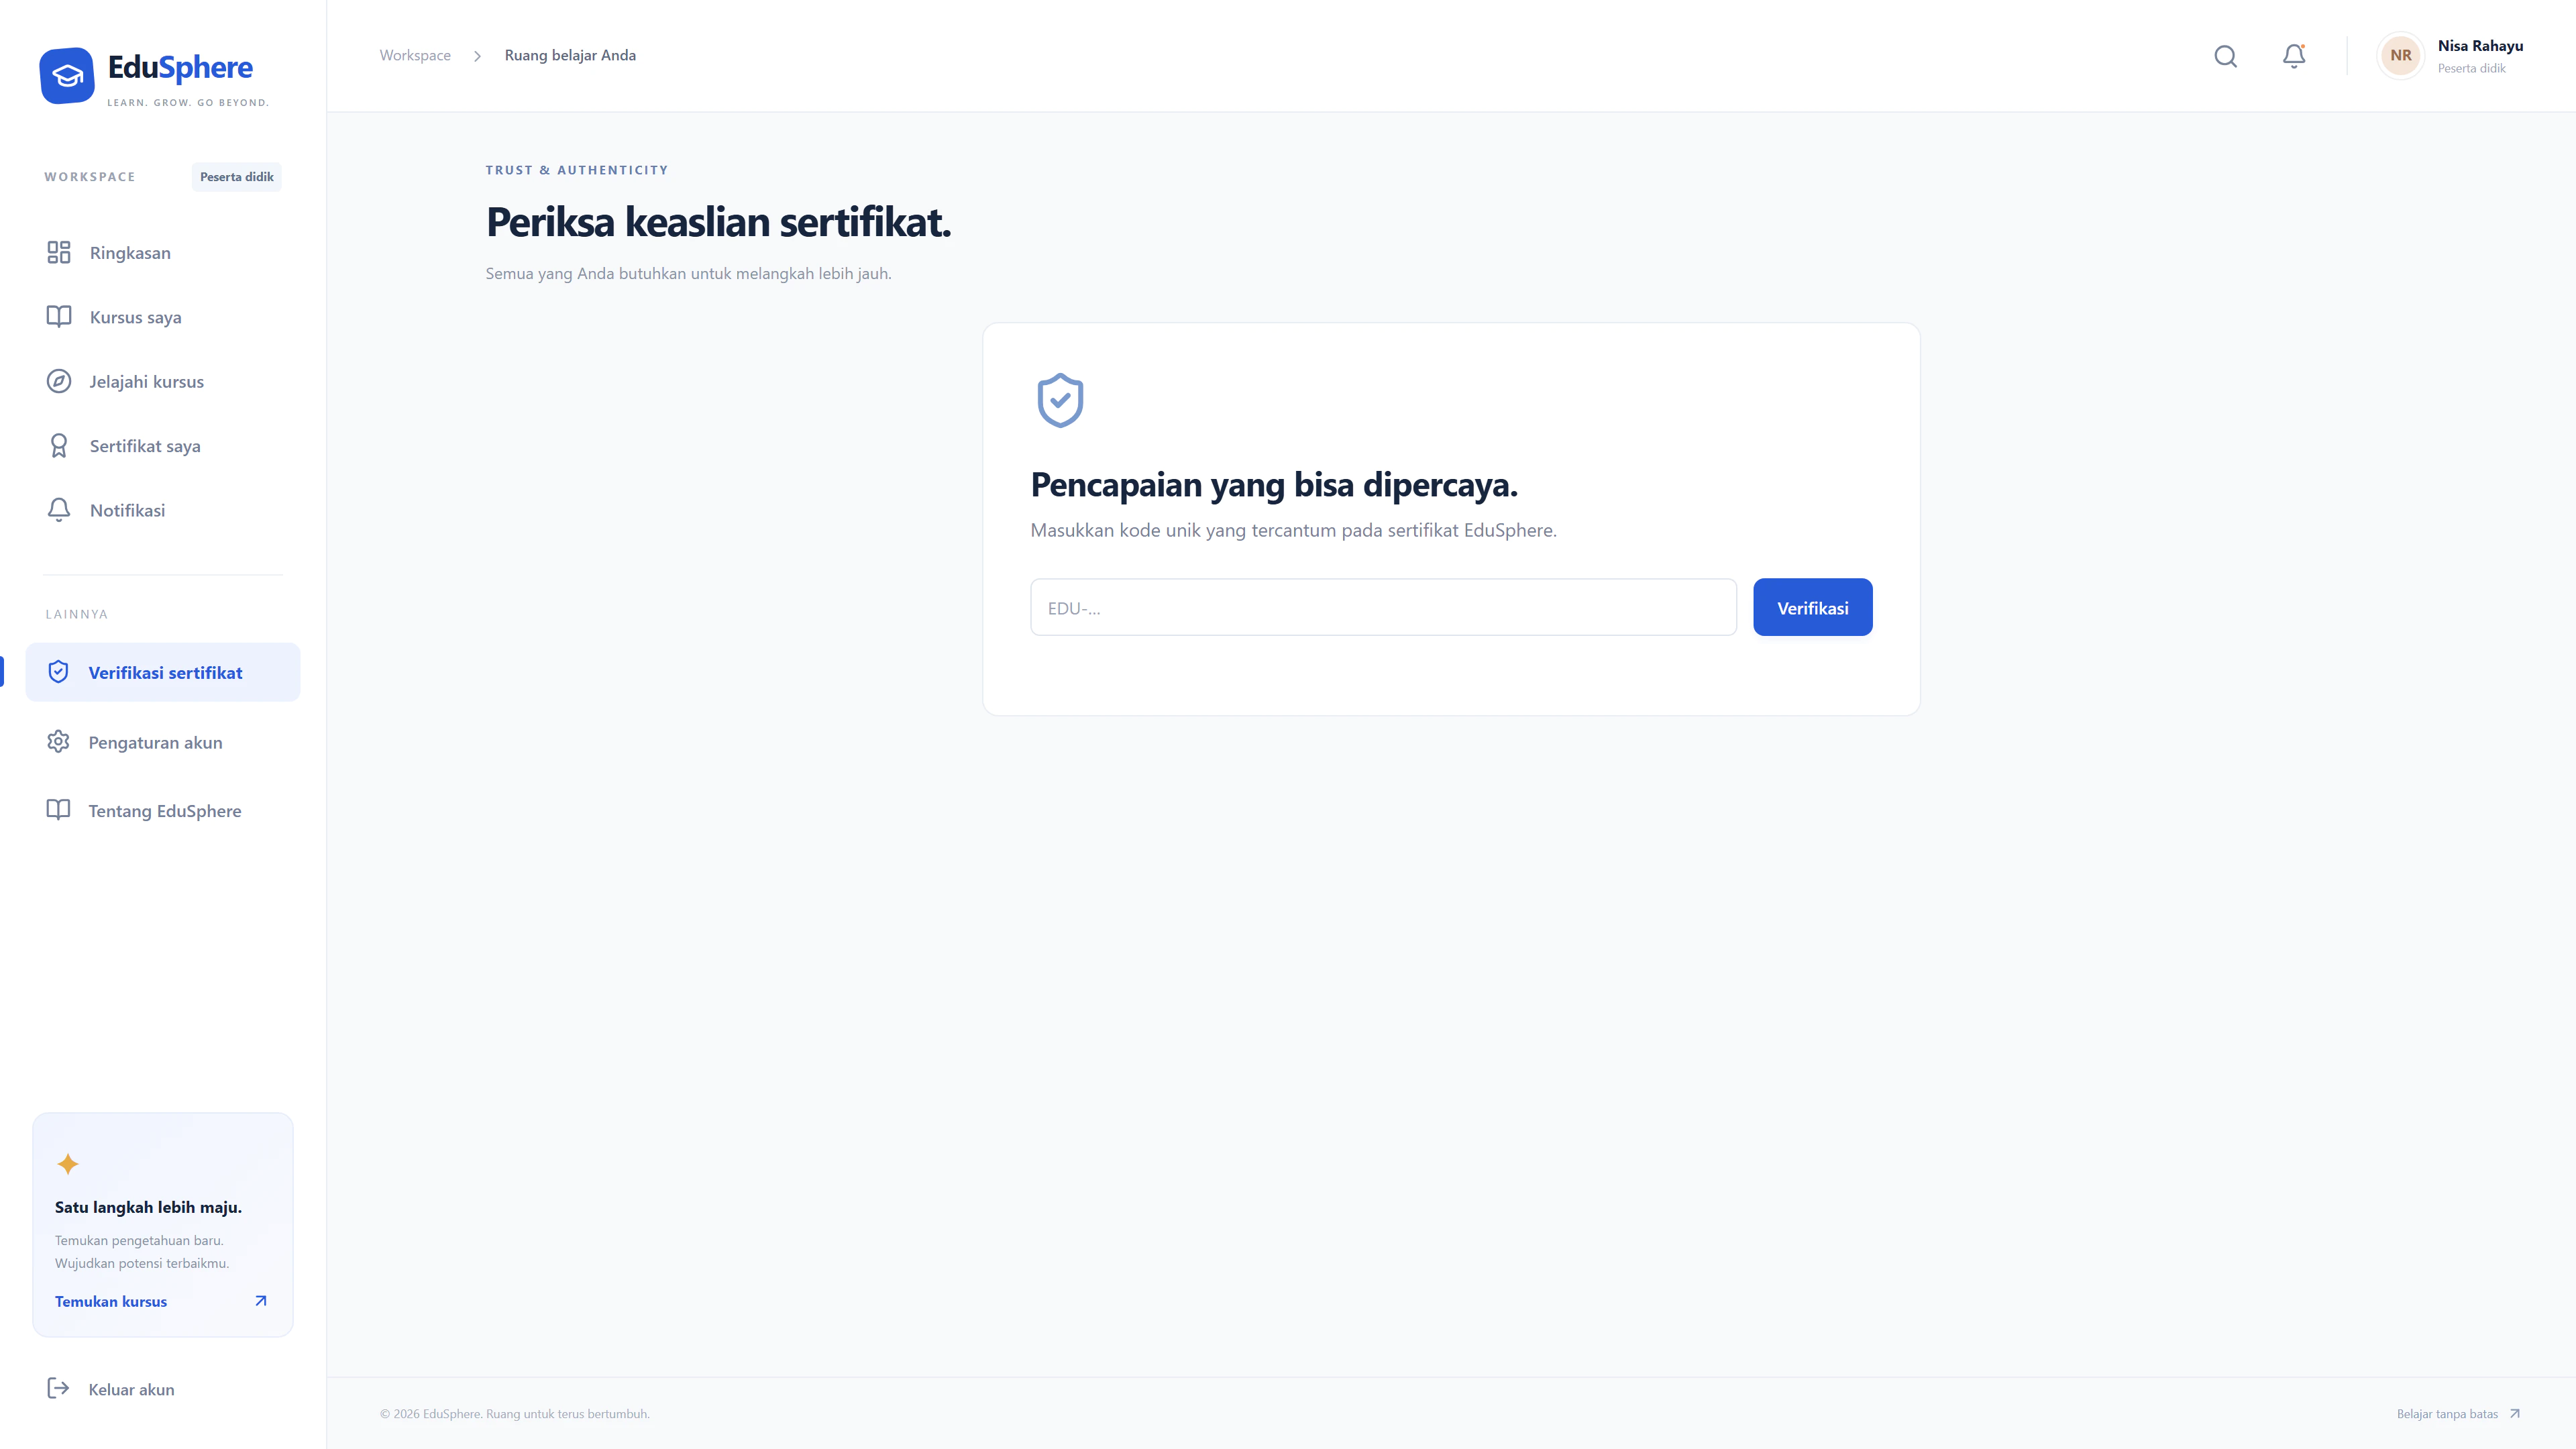 EduSphere
LEARN. GROW. GO BEYOND.
WORKSPACE
Peserta didik
Ringkasan
Kursus saya
Jelajahi kursus
Sertifikat saya
Notifikasi
LAINNYA
Verifikasi sertifikat
Pengaturan akun
Tentang EduSphere
Satu langkah lebih maju.
Temukan pengetahuan baru.
Wujudkan potensi terbaikmu.
Temukan kursus
Keluar akun
Workspace
Ruang belajar Anda
NR
Nisa Rahayu
Peserta didik
TRUST & AUTHENTICITY
Periksa keaslian sertifikat.
Semua yang Anda butuhkan untuk melangkah lebih jauh.
Pencapaian yang bisa dipercaya.
Masukkan kode unik yang tercantum pada sertifikat EduSphere.
EDU-...
Verifikasi
© 2026 EduSphere. Ruang untuk terus bertumbuh.
Belajar tanpa batas